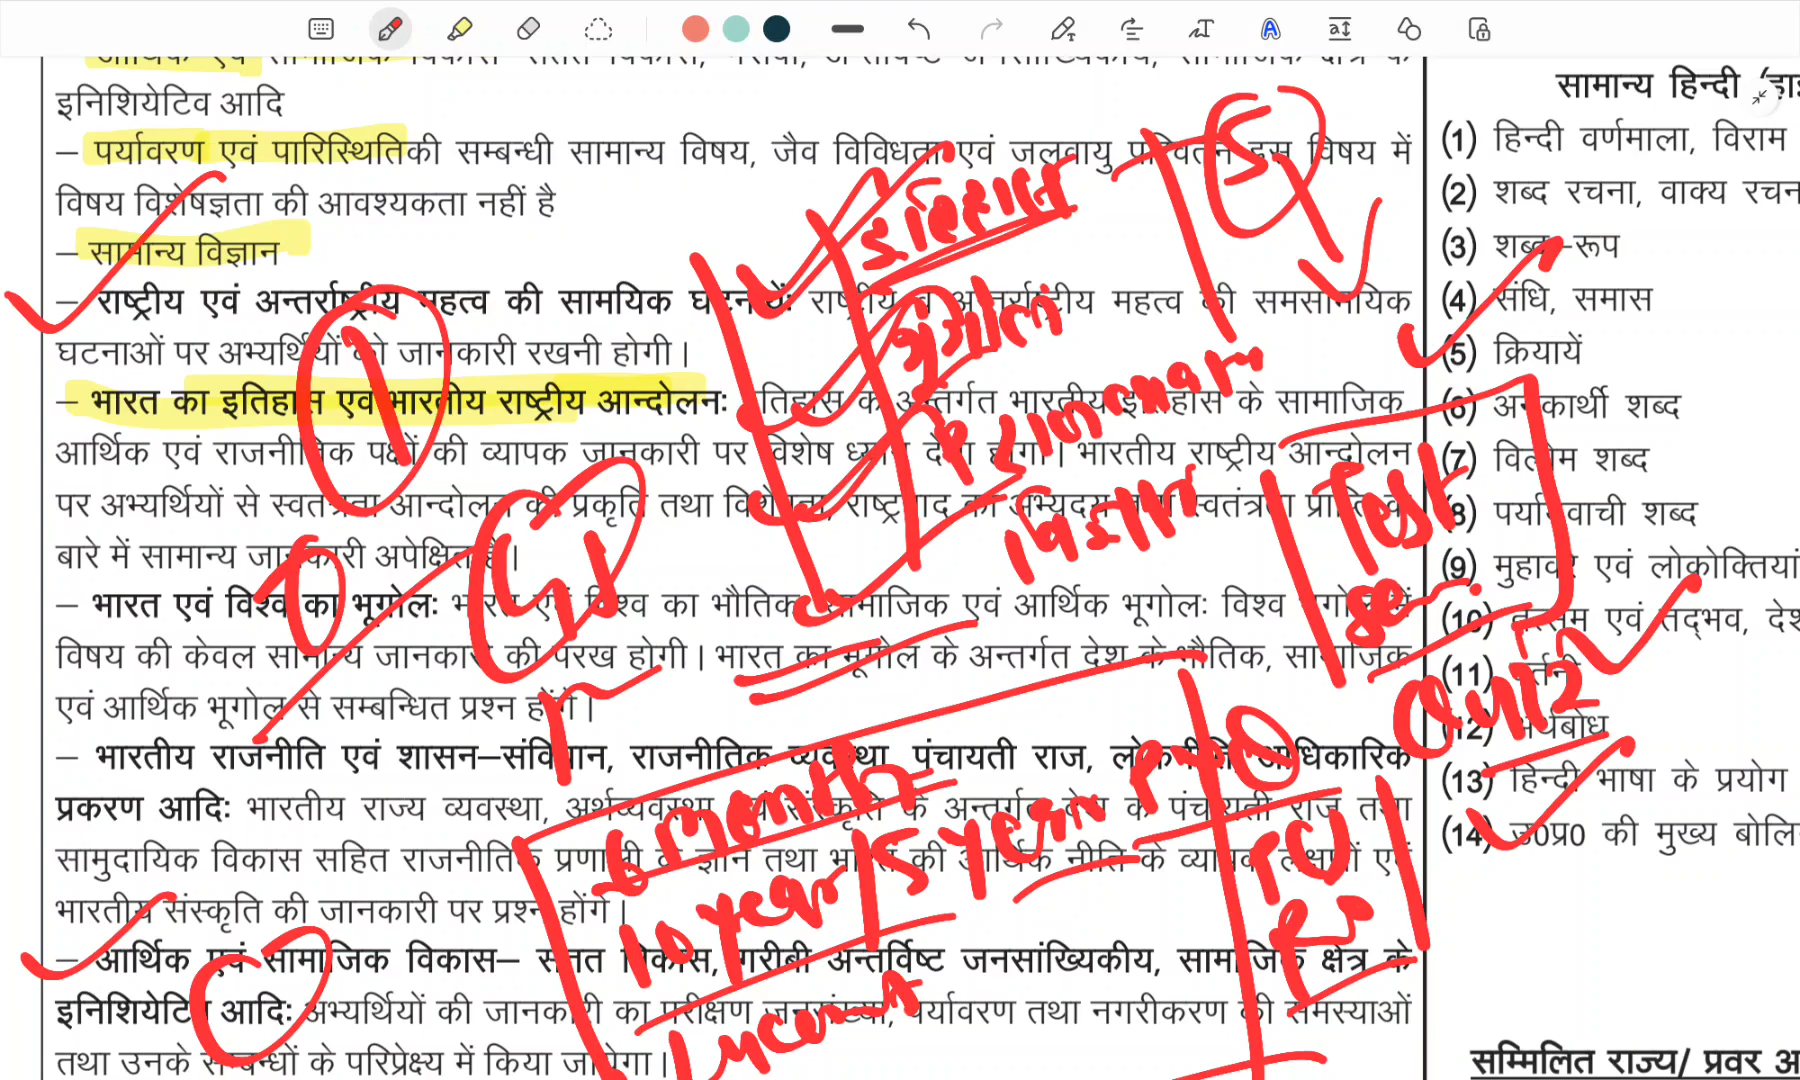 इनिशियेटिव आदि
– पर्यावरण एवं पारिस्थितिकी सम्बन्धी सामान्य विषय, जैव विविधता एवं जलवायु परिवर्तन इस विषय में
विषय विशेषज्ञता की आवश्यकता नहीं है
– सामान्य विज्ञान
– राष्ट्रीय एवं अन्तर्राष्ट्रीय महत्व की सामयिक घटनायें: राष्ट्रीय व अन्तर्राष्ट्रीय महत्व की समसामयिक
घटनाओं पर अभ्यर्थियों को जानकारी रखनी होगी।
– भारत का इतिहास एवं भारतीय राष्ट्रीय आन्दोलन: इतिहास के अन्तर्गत भारतीय इतिहास के सामाजिक,
आर्थिक एवं राजनीतिक पक्षों की व्यापक जानकारी पर विशेष ध्यान देना होगा। भारतीय राष्ट्रीय आन्दोलन
पर अभ्यर्थियों से स्वतंत्रता आन्दोलन की प्रकृति तथा विशेषता, राष्ट्रवाद का अभ्युदय तथा स्वतंत्रता प्राप्ति के
बारे में सामान्य जानकारी अपेक्षित है।
– भारत एवं विश्व का भूगोल: भारत एवं विश्व का भौतिक, सामाजिक एवं आर्थिक भूगोल: विश्व भूगोल में
विषय की केवल सामान्य जानकारी की परख होगी। भारत का भूगोल के अन्तर्गत देश के भौतिक, सामाजिक
एवं आर्थिक भूगोल से सम्बन्धित प्रश्न होंगे।
– भारतीय राजनीति एवं शासन–संविधान, राजनीतिक व्यवस्था, पंचायती राज, लोकनीति, आधिकारिक
प्रकरण आदि: भारतीय राज्य व्यवस्था, अर्थव्यवस्था एवं संस्कृति के अन्तर्गत देश के पंचायती राज तथा
सामुदायिक विकास सहित राजनीतिक प्रणाली के ज्ञान तथा भारत की आर्थिक नीति के व्यापक लक्षणों एवं
भारतीय संस्कृति की जानकारी पर प्रश्न होंगे।
– आर्थिक एवं सामाजिक विकास– सतत विकास, गरीबी अन्तर्विष्ट जनसांख्यिकीय, सामाजिक क्षेत्र के
इनिशियेटिव आदि: अभ्यर्थियों की जानकारी का परीक्षण जनसंख्या, पर्यावरण तथा नगरीकरण की समस्याओं
तथा उनके सम्बन्धों के परिप्रेक्ष्य में किया जायेगा।
सामान्य हिन्दी
(1) हिन्दी वर्णमाला, विराम
(2) शब्द रचना, वाक्य
(3) शब्द–रूप
(4) संधि, समास
(5) क्रियायें
(6) अनेकार्थी शब्द
(7) विलोम शब्द
(8) पर्यायवाची शब्द
(9) मुहावरे एवं लोकोक्तियां
(10) तत्सम एवं तद्भव,
(11) वर्तनी
(12) अर्थबोध
(13) हिन्दी भाषा के प्रयोग
(14) उ0प्र0 की मुख्य
सम्मिलित राज्य/ प्रवर
इतिहास
भूगोल
विज्ञान
5
Test
Quiz
6 month
10 year/5 year
Lucent